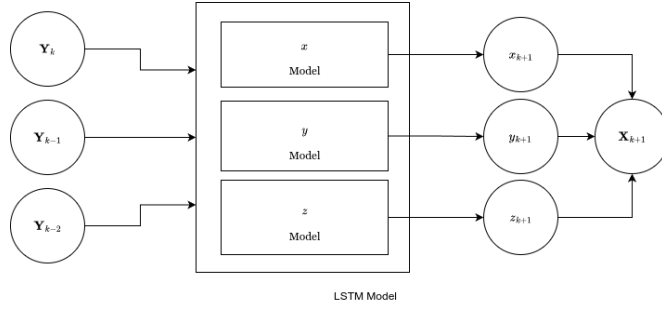 Y_k
x
Model
x_{k+1}
Y_{k-1}
y
Model
y_{k+1}
X_{k+1}
Y_{k-2}
z
Model
z_{k+1}
LSTM Model